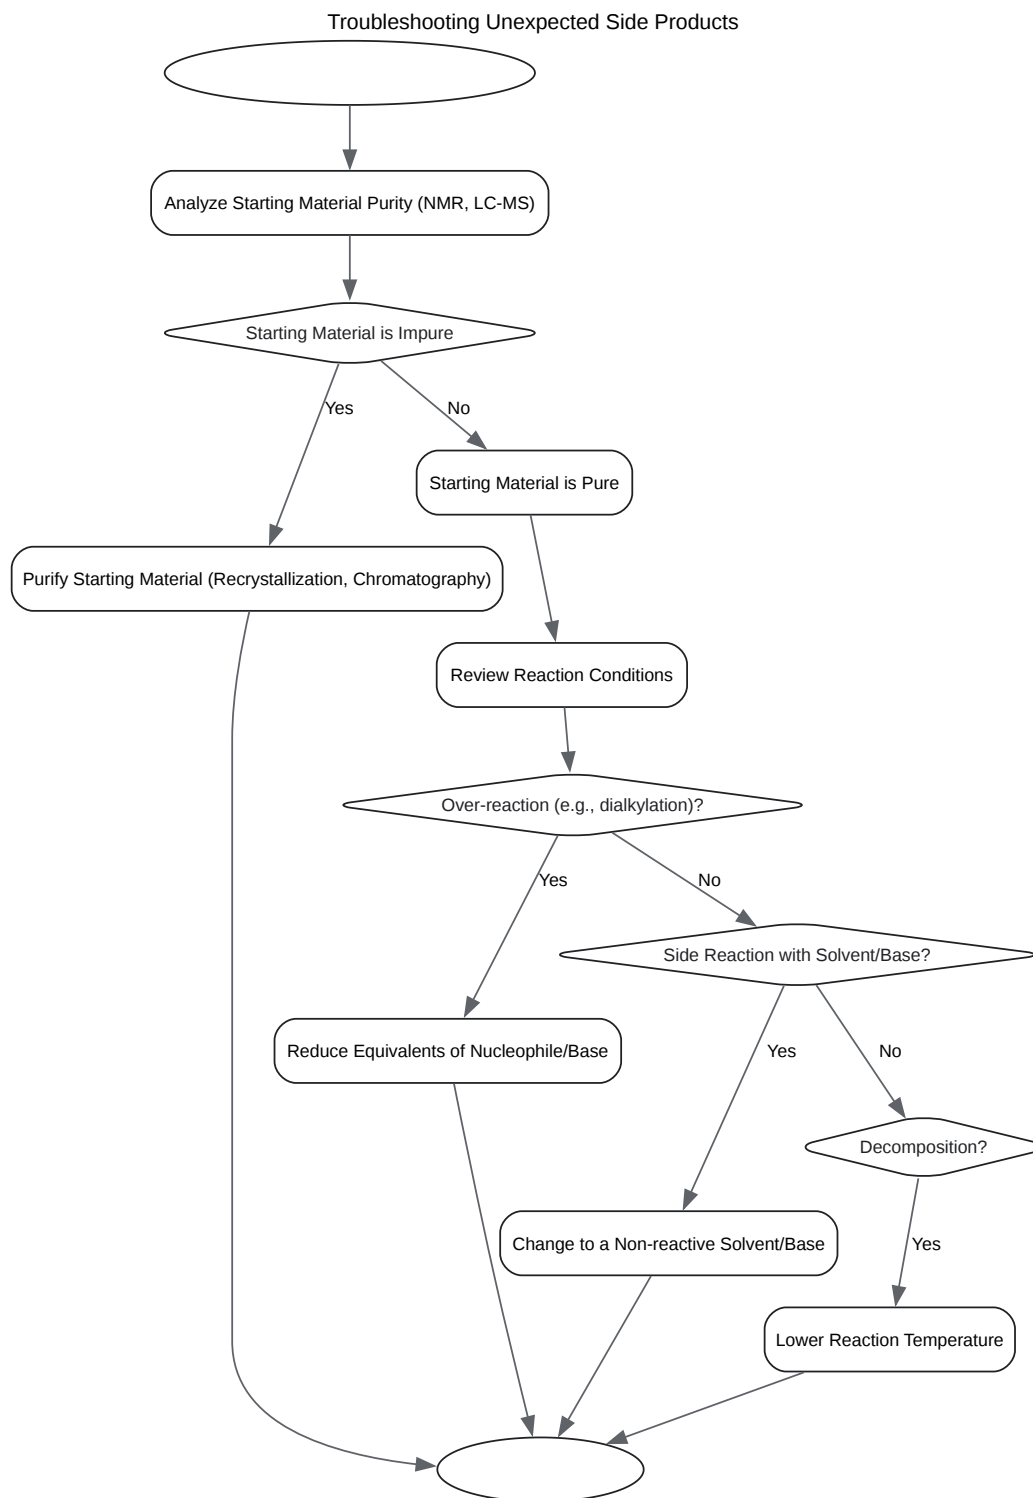 Troubleshooting Unexpected Side Products
Analyze Starting Material Purity (NMR, LC-MS)
Starting Material is Impure
Yes
No
Starting Material is Pure
Purify Starting Material (Recrystallization, Chromatography)
Review Reaction Conditions
Over-reaction (e.g., dialkylation)?
Yes
No
Side Reaction with Solvent/Base?
Reduce Equivalents of Nucleophile/Base
Yes
No
Decomposition?
Change to a Non-reactive Solvent/Base
Yes
Lower Reaction Temperature